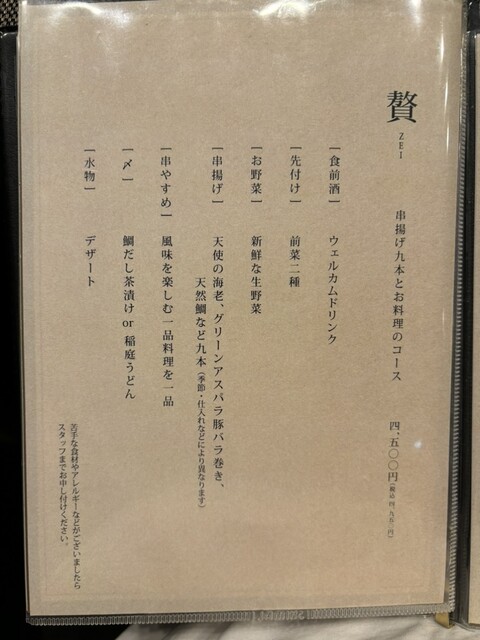 贅
ZEI
串揚げ九本とお料理のコース
四、五〇〇円(税込 四、九五〇円)
[食前酒] ウェルカムドリンク
[先付け] 前菜二種
[お野菜] 新鮮な生野菜
[串揚げ] 天使の海老、グリーンアスパラ豚バラ巻き、
天然鯛など九本(季節・仕入れなどにより異なります)
[串やすめ] 風味を楽しむ一品料理を一品
[〆] 鯛だし茶漬け or 稲庭うどん
[水物] デザート
苦手な食材やアレルギーなどがございましたら
スタッフまでお申し付けください。